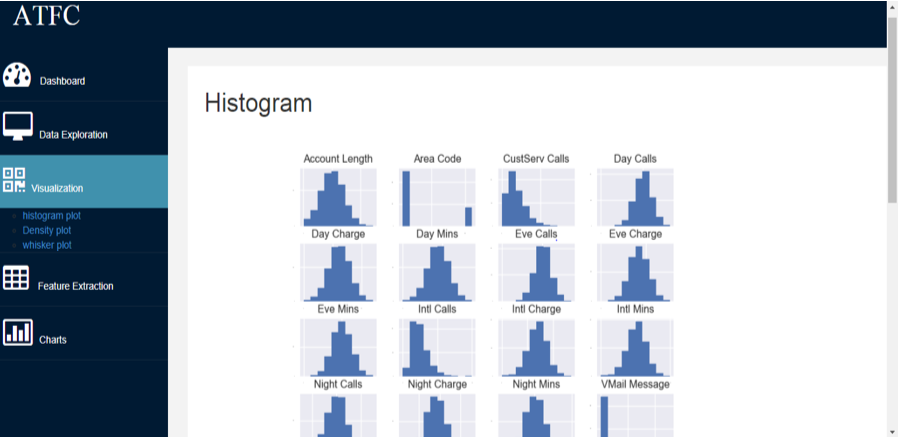 ATFC
Dashboard
Data Exploration
Visualization
histogram plot
Density plot
whisker plot
Feature Extraction
Charts
Histogram
Account Length Area Code CustServ Calls Day Calls
Day Charge Day Mins Eve Calls Eve Charge
Eve Mins Intl Calls Intl Charge Intl Mins
Night Calls Night Charge Night Mins VMail Message